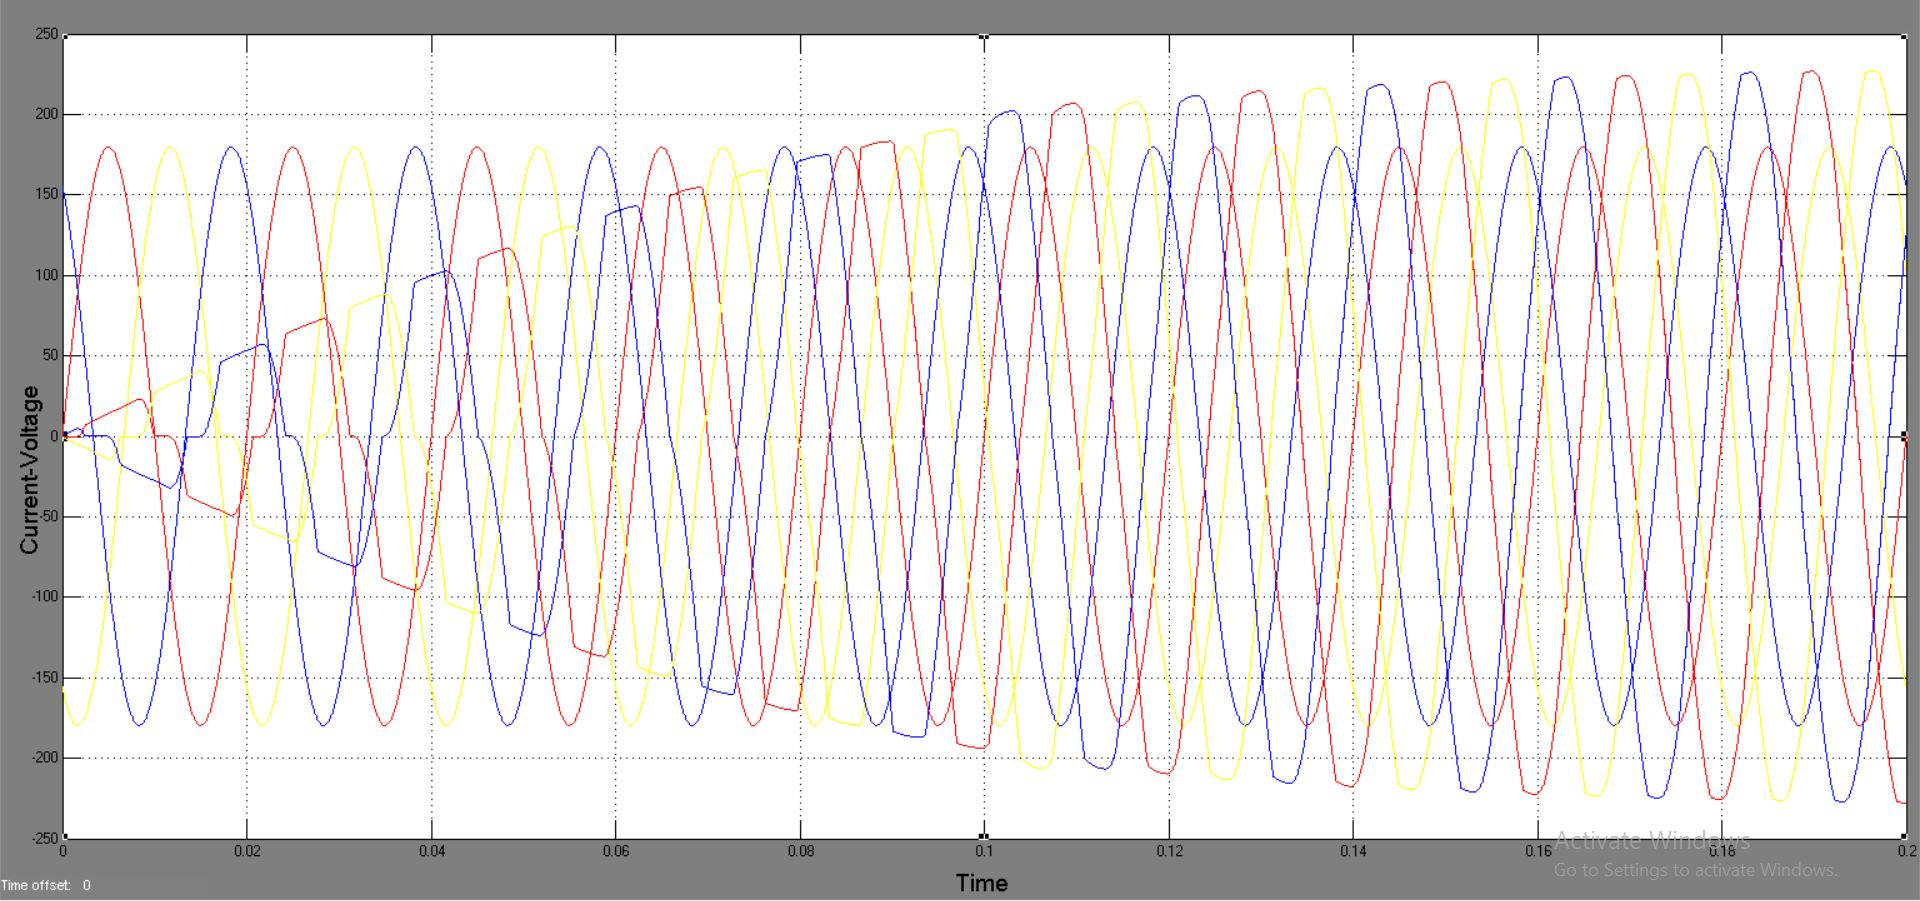 250
200
150
100
50
0
-50
-100
-150
-200
-250
Current-Voltage
0 0.02 0.04 0.06 0.08 0.1 0.12 0.14 0.16 0.18 0.2
Time
Time offset: 0
Activate Windows
Go to Settings to activate Windows.